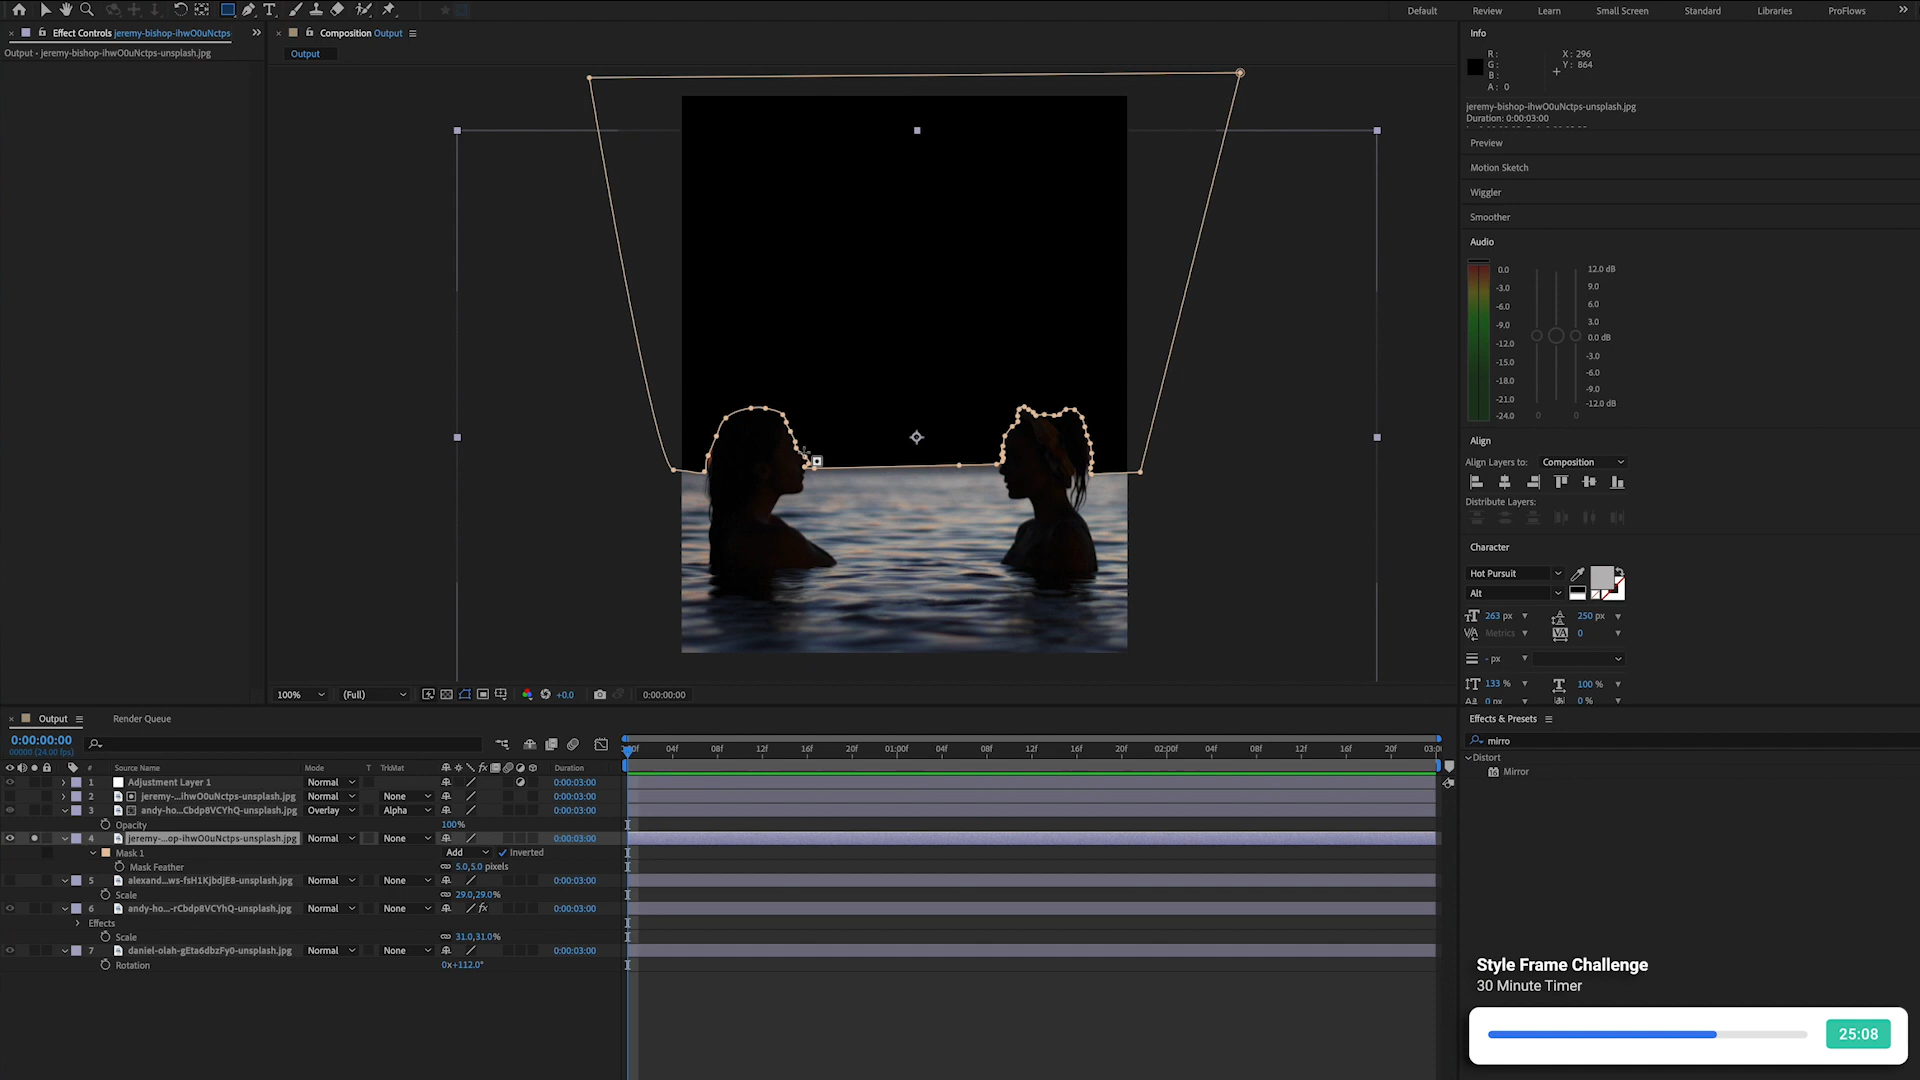 Default
Review
Learn
Small Screen
Standard
Libraries
ProFlows
Effect Controls jeremy-bishop-ihwO0uNctps
Output • jeremy-bishop-ihwO0uNctps-unsplash.jpg
Composition Output
Output
Info
R :
G :
B :
A : 0
X : 296
Y : 864
jeremy-bishop-ihwO0uNctps-unsplash.jpg
Duration: 0:00:03:00
Preview
Motion Sketch
Wiggler
Smoother
Audio
0.0
-3.0
-6.0
-9.0
-12.0
-15.0
-18.0
-21.0
-24.0
0 0
12.0 dB
9.0
6.0
3.0
0.0 dB
-3.0
-6.0
-9.0
-12.0 dB
Align
Align Layers to: Composition
Distribute Layers:
Character
Hot Pursuit
Alt
263 px 250 px
Metrics 0
- px
133 % 100 %
0 px 0 %
100% (Full) +0.0 0:00:00:00
Output Render Queue
0:00:00:00
00000 (24.00 fps)
04f 08f 12f 16f 20f 01:00f 04f 08f 12f 16f 20f 02:00f 04f 08f 12f 16f 20f 03:0
# Source Name Mode T TrkMat Duration
1 Adjustment Layer 1 Normal 0:00:03:00
2 jeremy-...ihwO0uNctps-unsplash.jpg Normal None 0:00:03:00
3 andy-ho...Cbdp8VCYhQ-unsplash.jpg Overlay Alpha 0:00:03:00
Opacity 100%
4 jeremy-...op-ihwO0uNctps-unsplash.jpg Normal None 0:00:03:00
Mask 1 Add Inverted
Mask Feather 5.0,5.0 pixels
5 alexand...ws-fsH1KjbdjE8-unsplash.jpg Normal None 0:00:03:00
Scale 29.0,29.0%
6 andy-ho...-rCbdp8VCYhQ-unsplash.jpg Normal None fx 0:00:03:00
Effects
Scale 31.0,31.0%
7 daniel-olah-gEta6dbzFy0-unsplash.jpg Normal None 0:00:03:00
Rotation 0x+112.0°
Effects & Presets
mirro
Distort
Mirror
Style Frame Challenge
30 Minute Timer
25:08